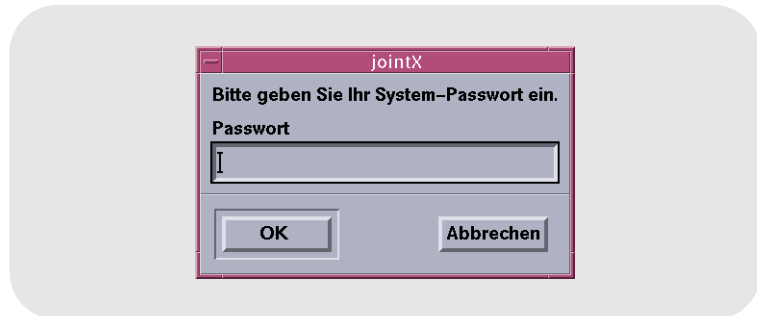 jointX
Bitte geben Sie Ihr System-Passwort ein.
Passwort
OK
Abbrechen